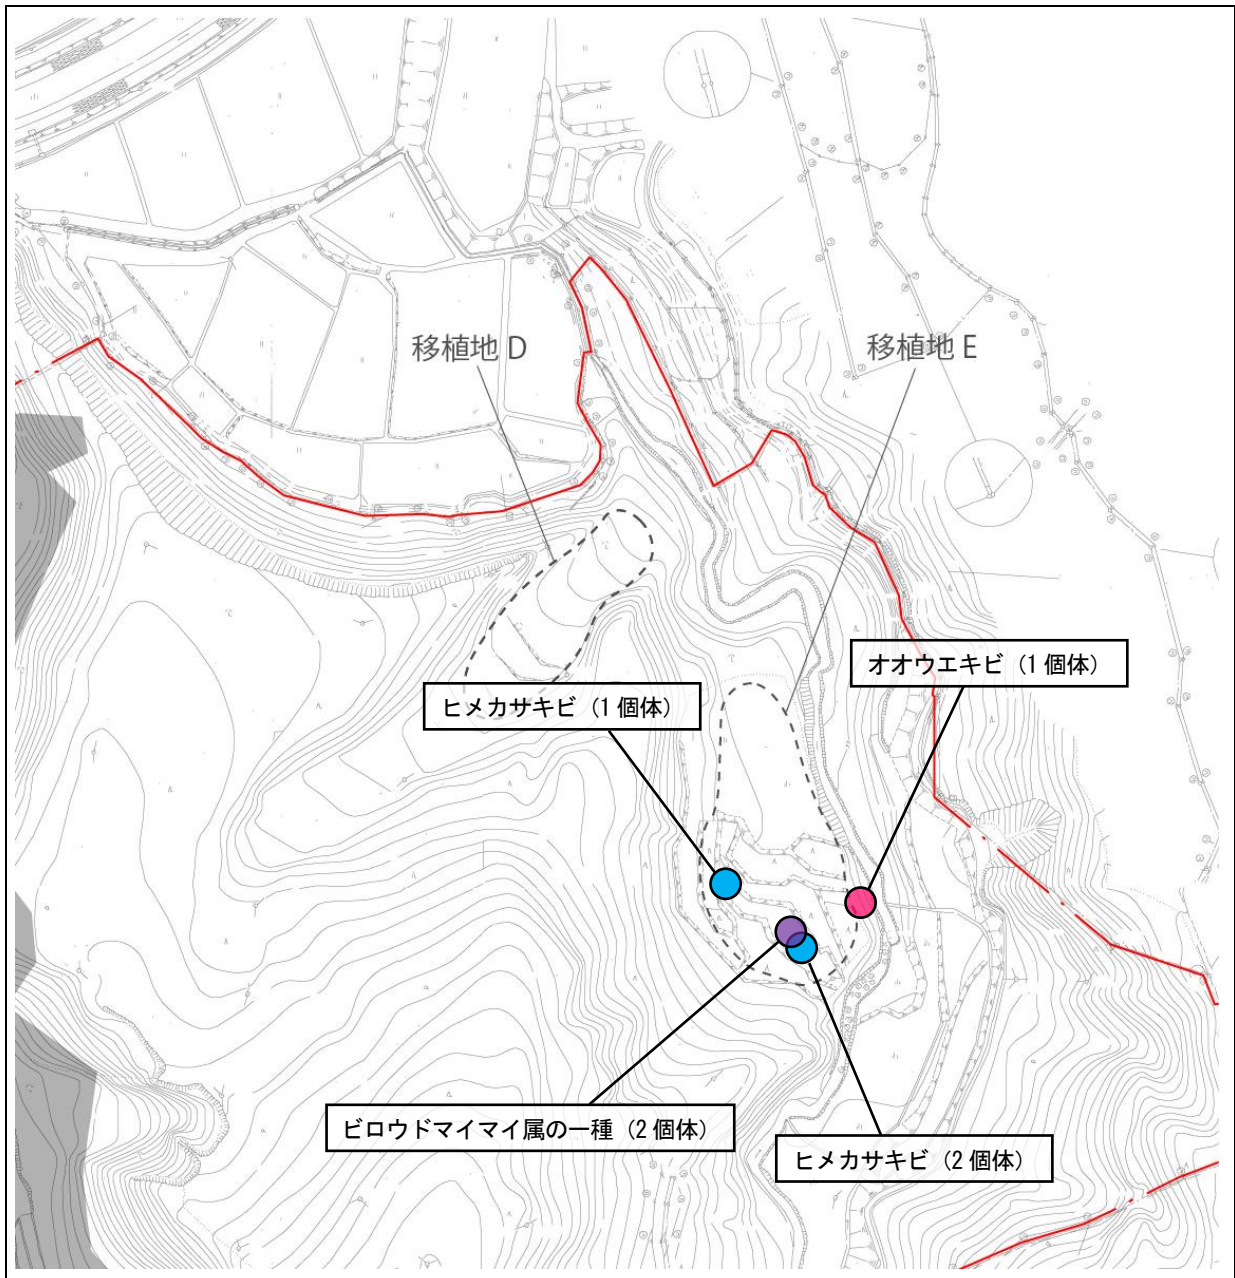 移植地 D
移植地 E
オオウエキビ（1 個体）
ヒメカサキビ（1 個体）
ビロウドマイマイ属の一種（2 個体）
ヒメカサキビ（2 個体）